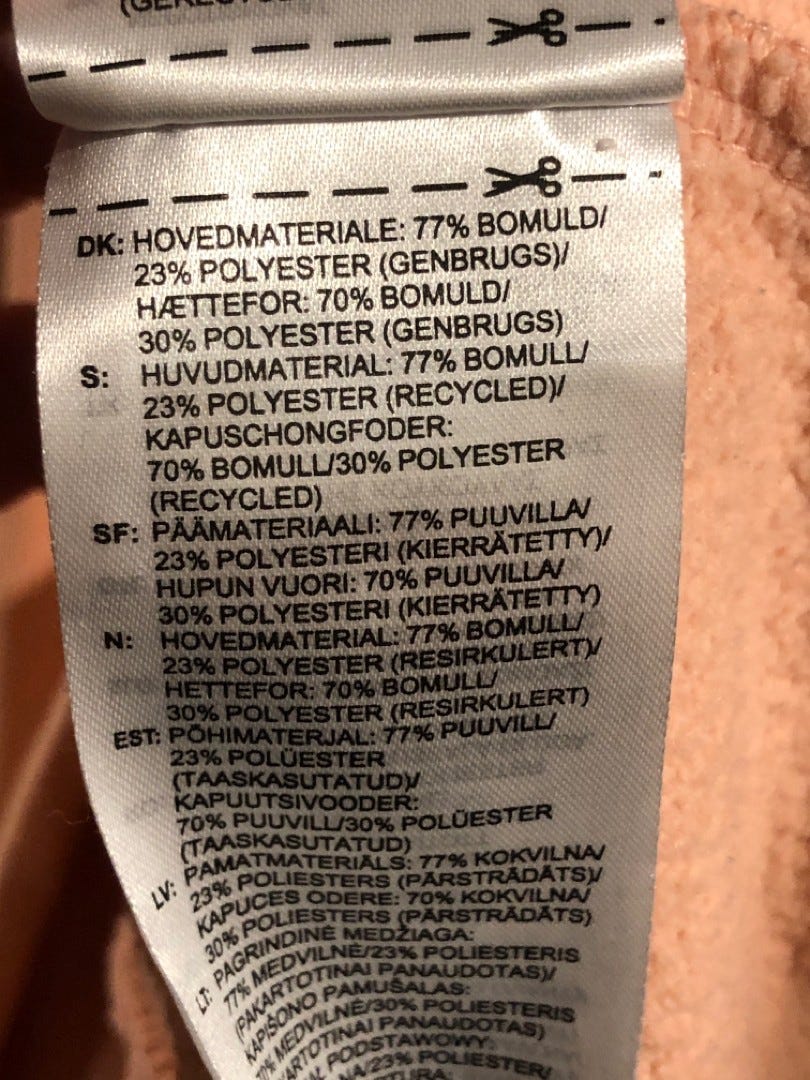 DK: HOVEDMATERIALE: 77% BOMULD/
23% POLYESTER (GENBRUGS)/
HÆTTEFOR: 70% BOMULD/
30% POLYESTER (GENBRUGS)
S: HUVUDMATERIAL: 77% BOMULL/
23% POLYESTER (RECYCLED)/
KAPUSCHONGFODER:
70% BOMULL/30% POLYESTER
(RECYCLED)
SF: PÄÄMATERIAALI: 77% PUUVILLA/
23% POLYESTERI (KIERRÄTETTY)/
HUPUN VUORI: 70% PUUVILLA/
30% POLYESTERI (KIERRÄTETTY)
N: HOVEDMATERIAL: 77% BOMULL/
23% POLYESTER (RESIRKULERT)/
HETTEFOR: 70% BOMULL/
30% POLYESTER (RESIRKULERT)
EST: PÕHIMATERJAL: 77% PUUVILL/
23% POLÜESTER
(TAASKASUTATUD)/
KAPUUTSIVOODER:
70% PUUVILL/30% POLÜESTER
(TAASKASUTATUD)
LV: PAMATMATERIĀLS: 77% KOKVILNA/
23% POLIESTERS (PĀRSTRĀDĀTS)/
KAPUCES ODERE: 70% KOKVILNA/
30% POLIESTERS (PĀRSTRĀDĀTS)
LT: PAGRINDINĖ MEDŽIAGA:
77% MEDVILNĖ/23% POLIESTERIS
(PAKARTOTINAI PANAUDOTAS)/
KAPIŠONO PAMUŠALAS:
70% MEDVILNĖ/30% POLIESTERIS
PANAUDOTAS)
PODSTAWOWY:
23% POLIESTER/